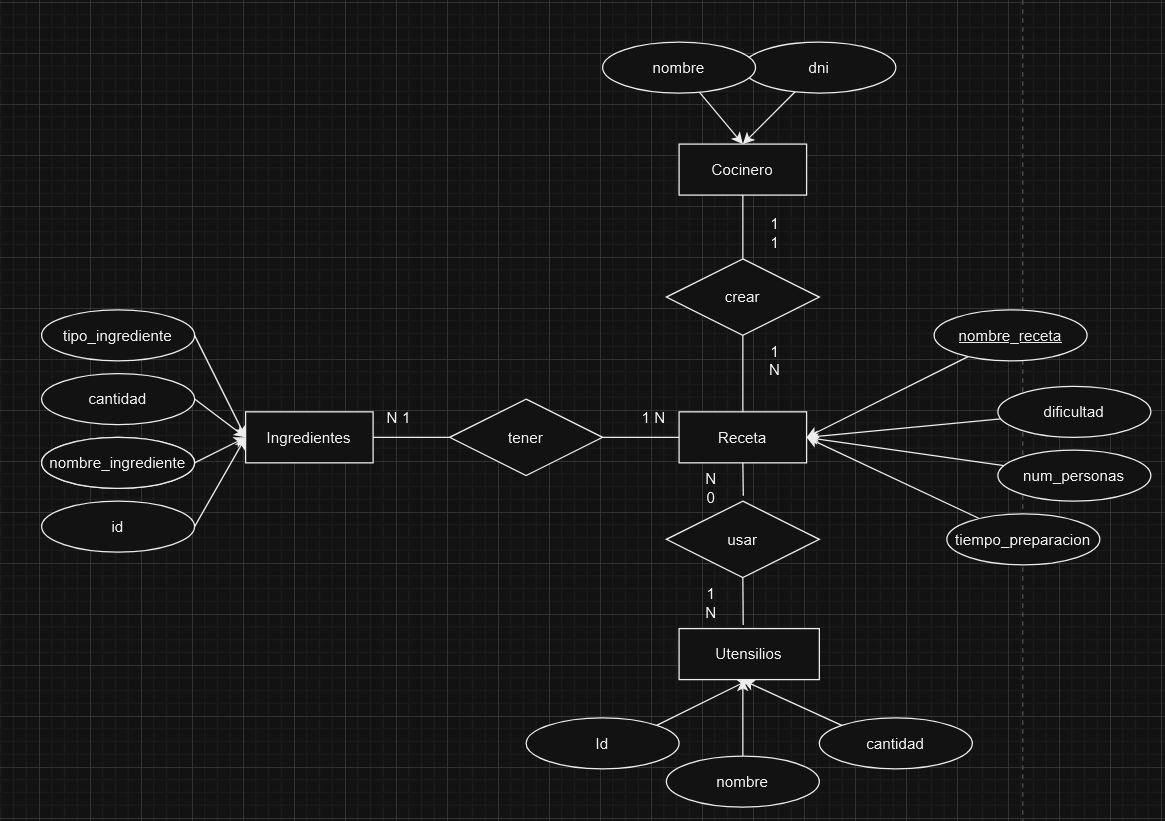 nombre
dni
Cocinero
1
1
crear
1
N
tipo_ingrediente
cantidad
nombre_ingrediente
id
Ingredientes
N 1
tener
1 N
Receta
nombre_receta
dificultad
num_personas
tiempo_preparacion
N
0
usar
1
N
Utensilios
Id
nombre
cantidad